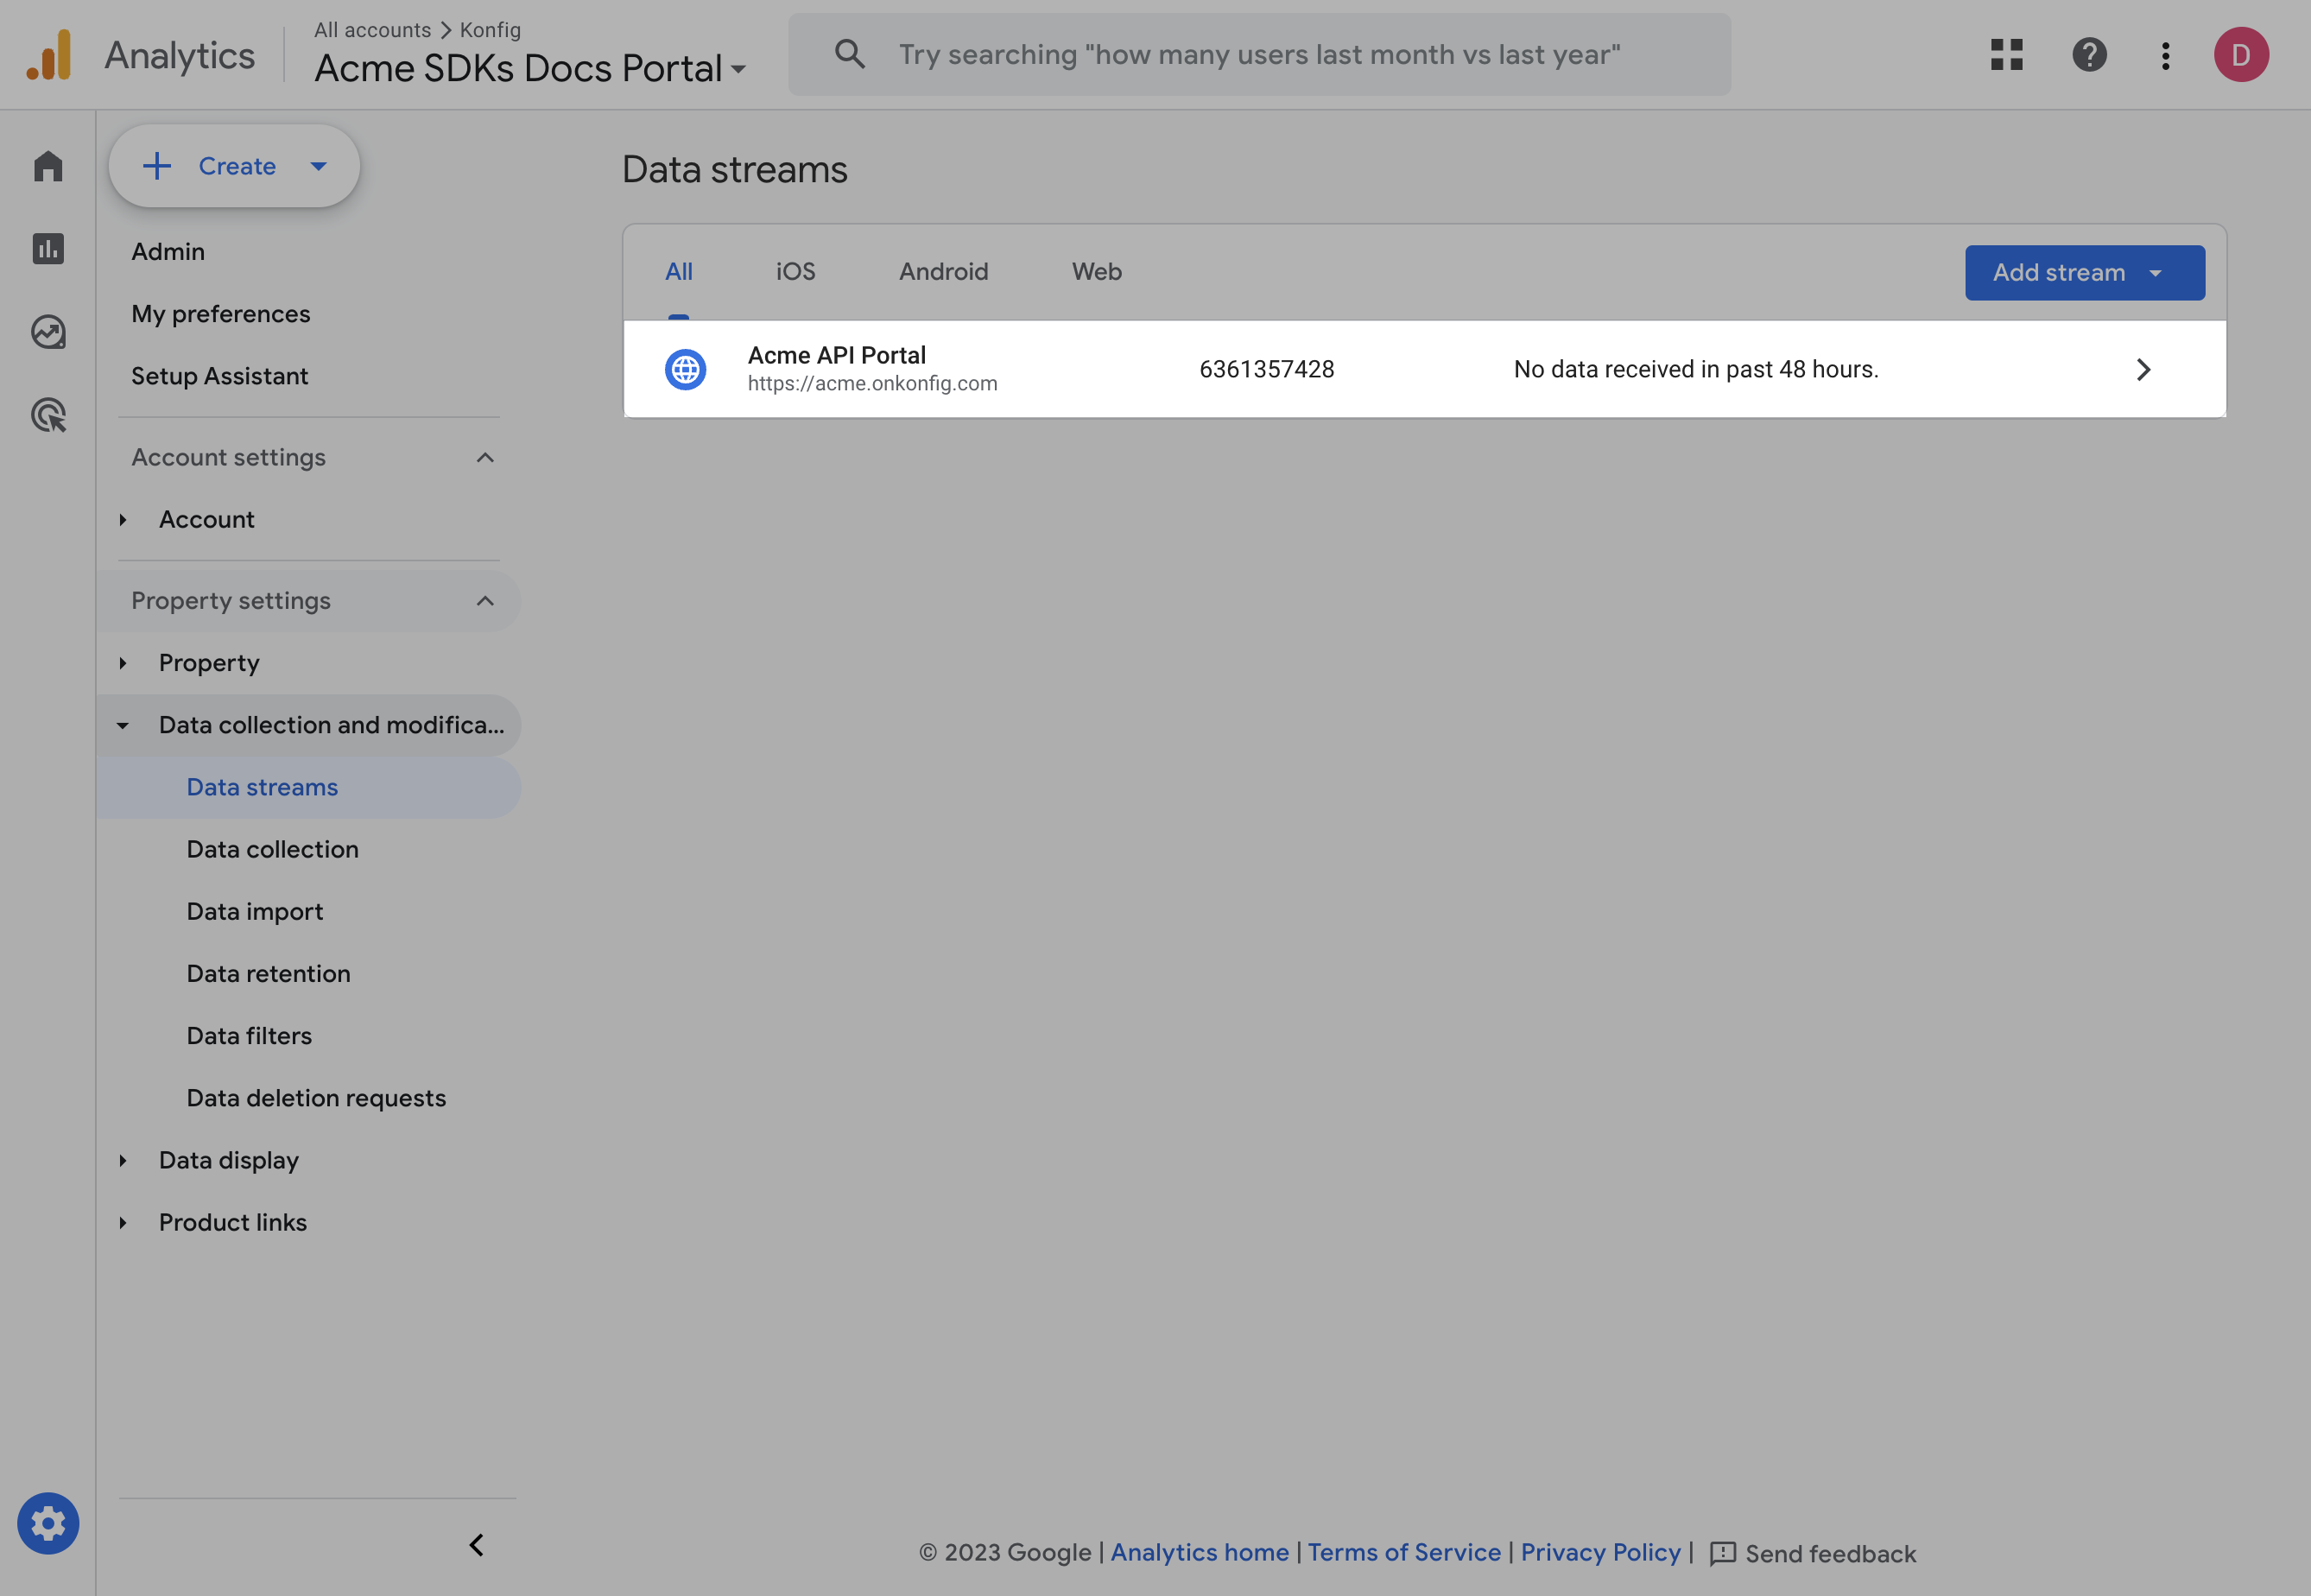 Analytics
All accounts > Konfig
Acme SDKs Docs Portal
Try searching "how many users last month vs last year"
D
Create
Admin
My preferences
Setup Assistant
Account settings
Account
Property settings
Property
Data collection and modifica...
Data streams
Data collection
Data import
Data retention
Data filters
Data deletion requests
Data display
Product links
Data streams
All iOS Android Web
Add stream
Acme API Portal
https://acme.onkonfig.com
6361357428
No data received in past 48 hours.
© 2023 Google | Analytics home | Terms of Service | Privacy Policy | Send feedback